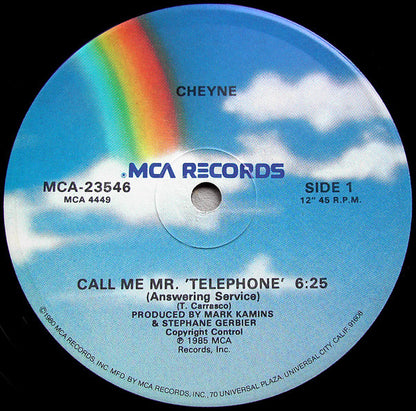 CHEYNE
MCA RECORDS
MCA-23546
MCA 4449
SIDE 1
12" 45 R.P.M.
CALL ME MR. 'TELEPHONE' 6:25
(Answering Service)
(T. Carrasco)
PRODUCED BY MARK KAMINS
& STEPHANE GERBIER
Copyright Control
℗ 1985 MCA
Records, Inc.
©1980 MCA RECORDS, INC. MFD. BY MCA RECORDS, INC., 70 UNIVERSAL PLAZA, UNIVERSAL CITY, CALIF. 91608